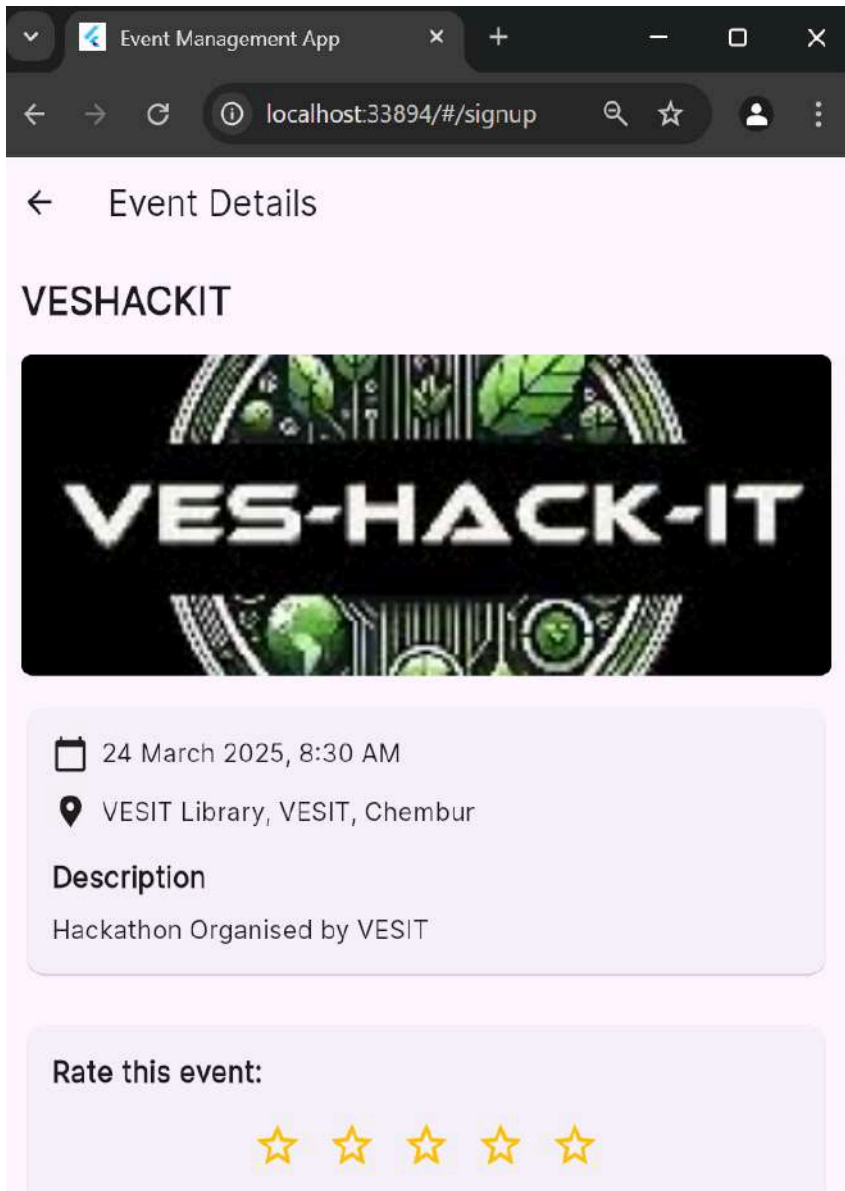 Event Management App
localhost:33894/#/signup
Event Details
VESHACKIT
VES-HACK-IT
24 March 2025, 8:30 AM
VESIT Library, VESIT, Chembur
Description
Hackathon Organised by VESIT
Rate this event: